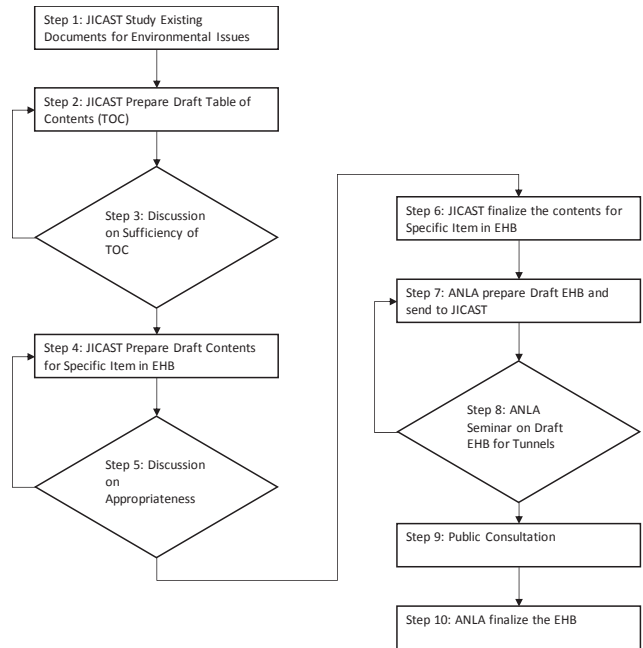 Step 1: JICAST Study Existing
Documents for Environmental Issues
Step 2: JICAST Prepare Draft Table of
Contents (TOC)
Step 3: Discussion
on Sufficiency of
TOC
Step 4: JICAST Prepare Draft Contents
for Specific Item in EHB
Step 5: Discussion
on
Appropriateness
Step 6: JICAST finalize the contents for
Specific Item in EHB
Step 7: ANLA prepare Draft EHB and
send to JICAST
Step 8: ANLA
Seminar on Draft
EHB for Tunnels
Step 9: Public Consultation
Step 10: ANLA finalize the EHB